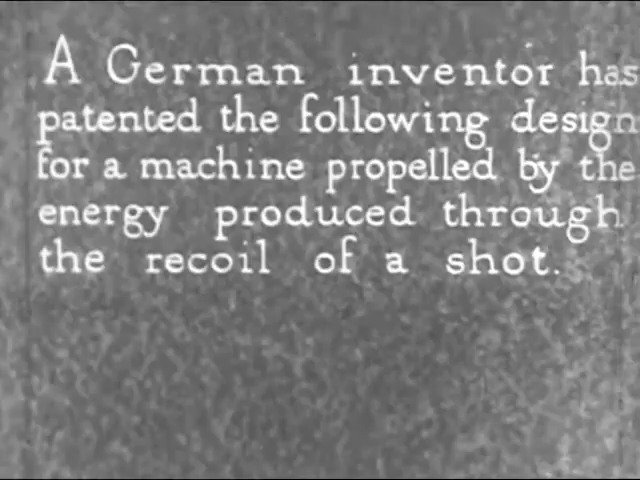 A German inventor has
patented the following design
for a machine propelled by the
energy produced through
the recoil of a shot.